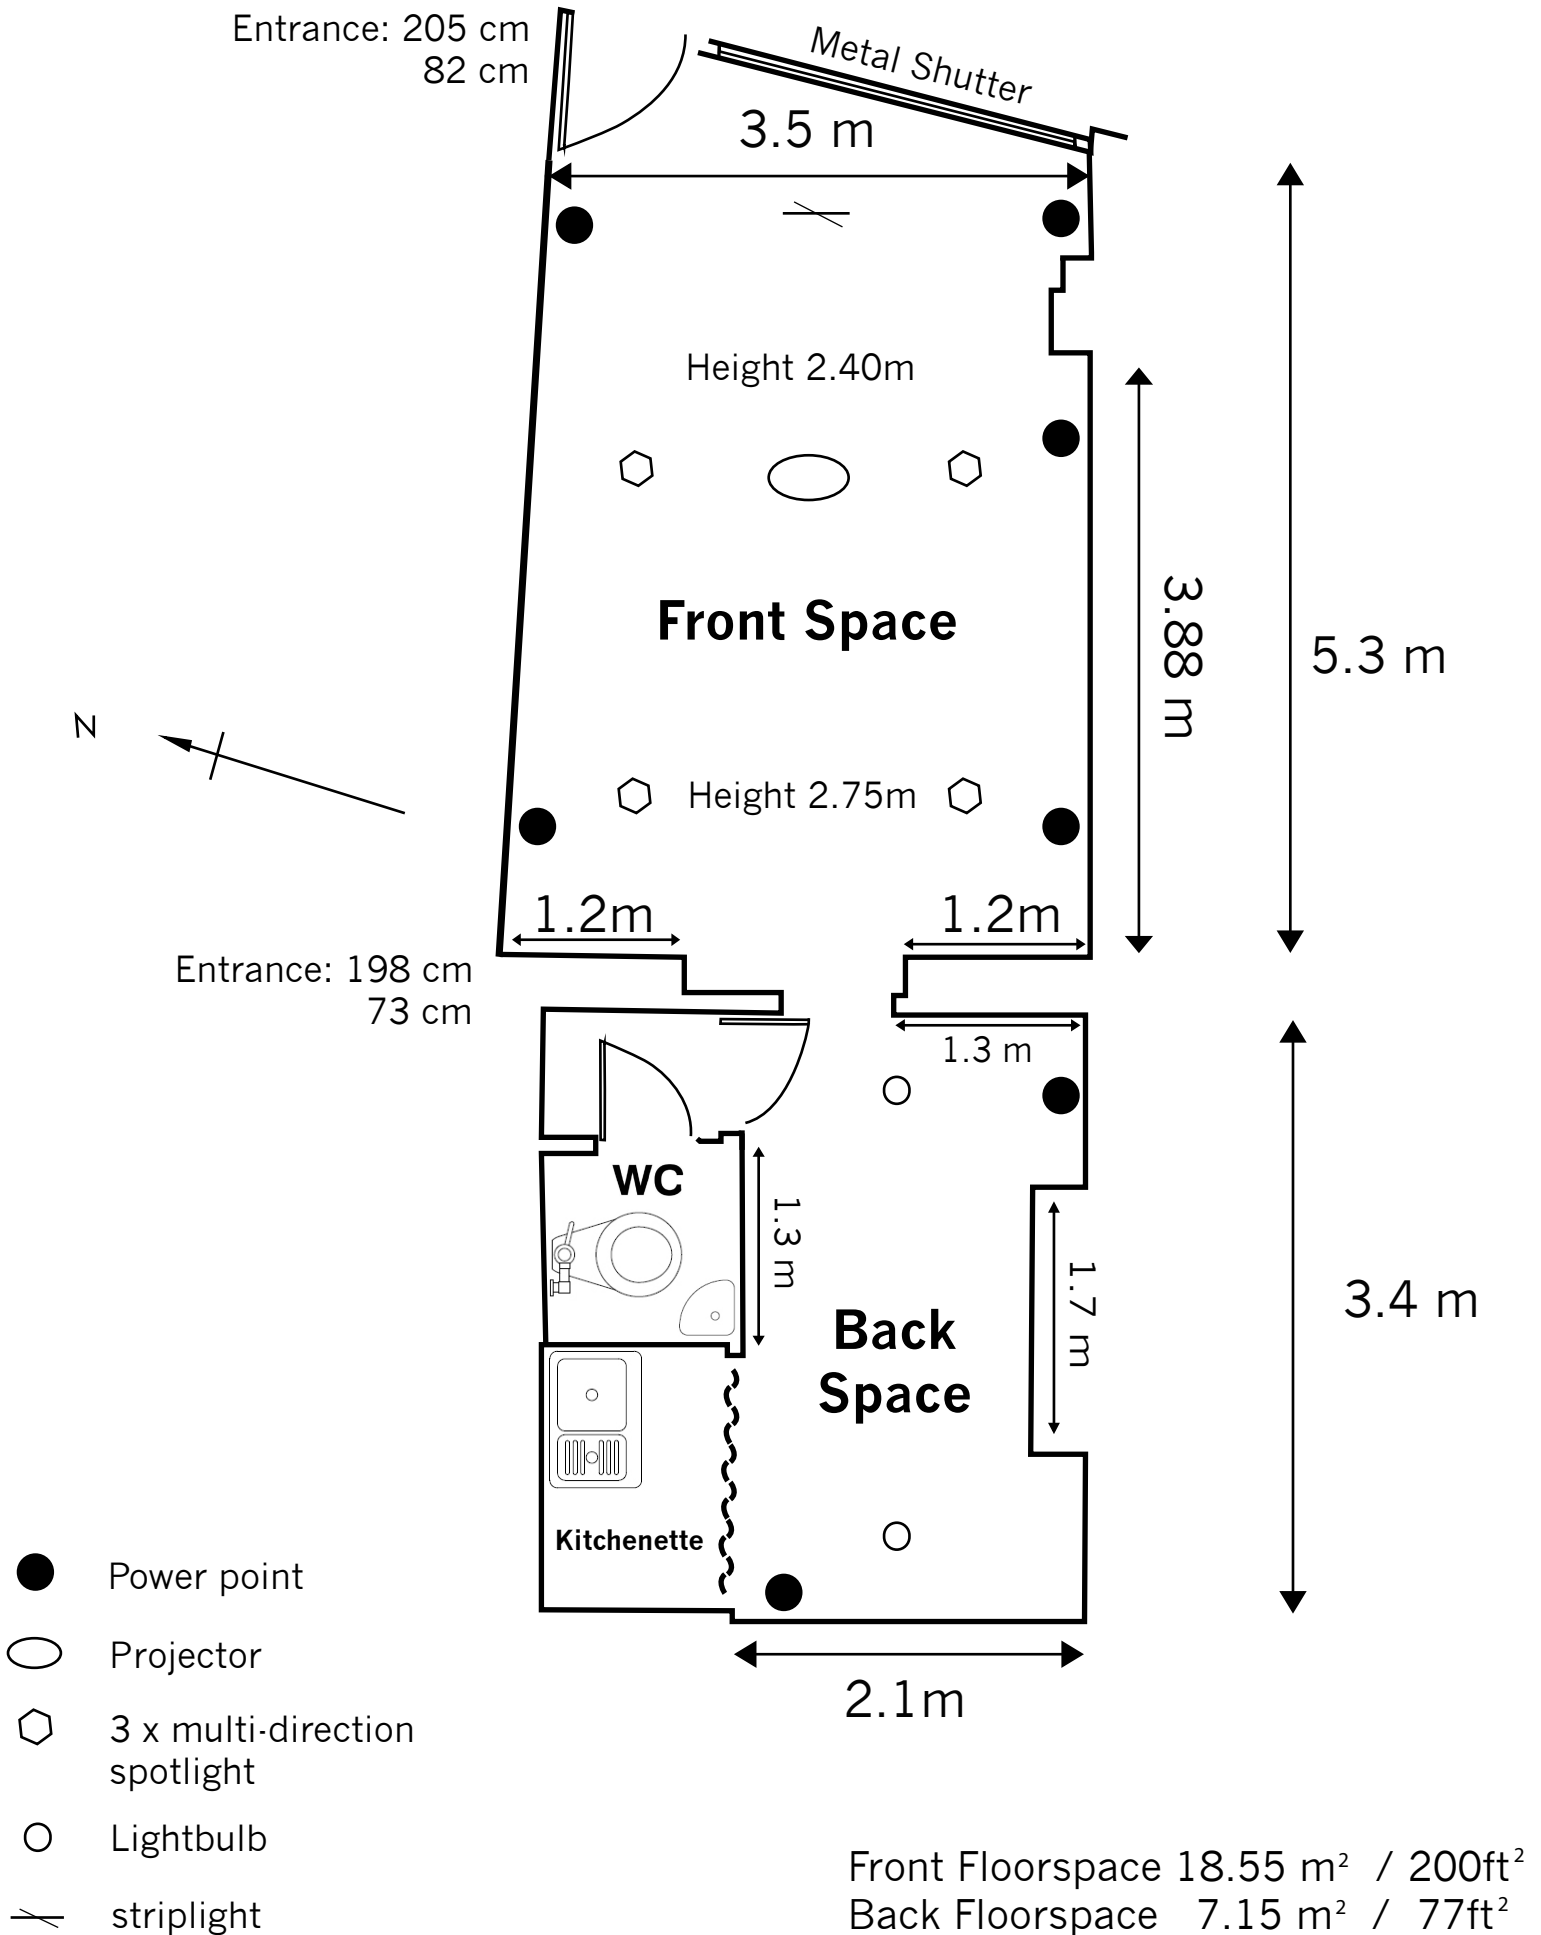 Entrance: 205 cm
82 cm
Metal Shutter
3.5 m
Height 2.40m
Front Space
3.88 m
5.3 m
N
Height 2.75m
1.2m
1.2m
Entrance: 198 cm
73 cm
1.3 m
WC
1.3 m
1.7 m
Back
Space
3.4 m
Kitchenette
2.1m
Power point
Projector
3 x multi-direction
spotlight
Lightbulb
striplight
Front Floorspace 18.55 m² / 200ft²
Back Floorspace 7.15 m² / 77ft²